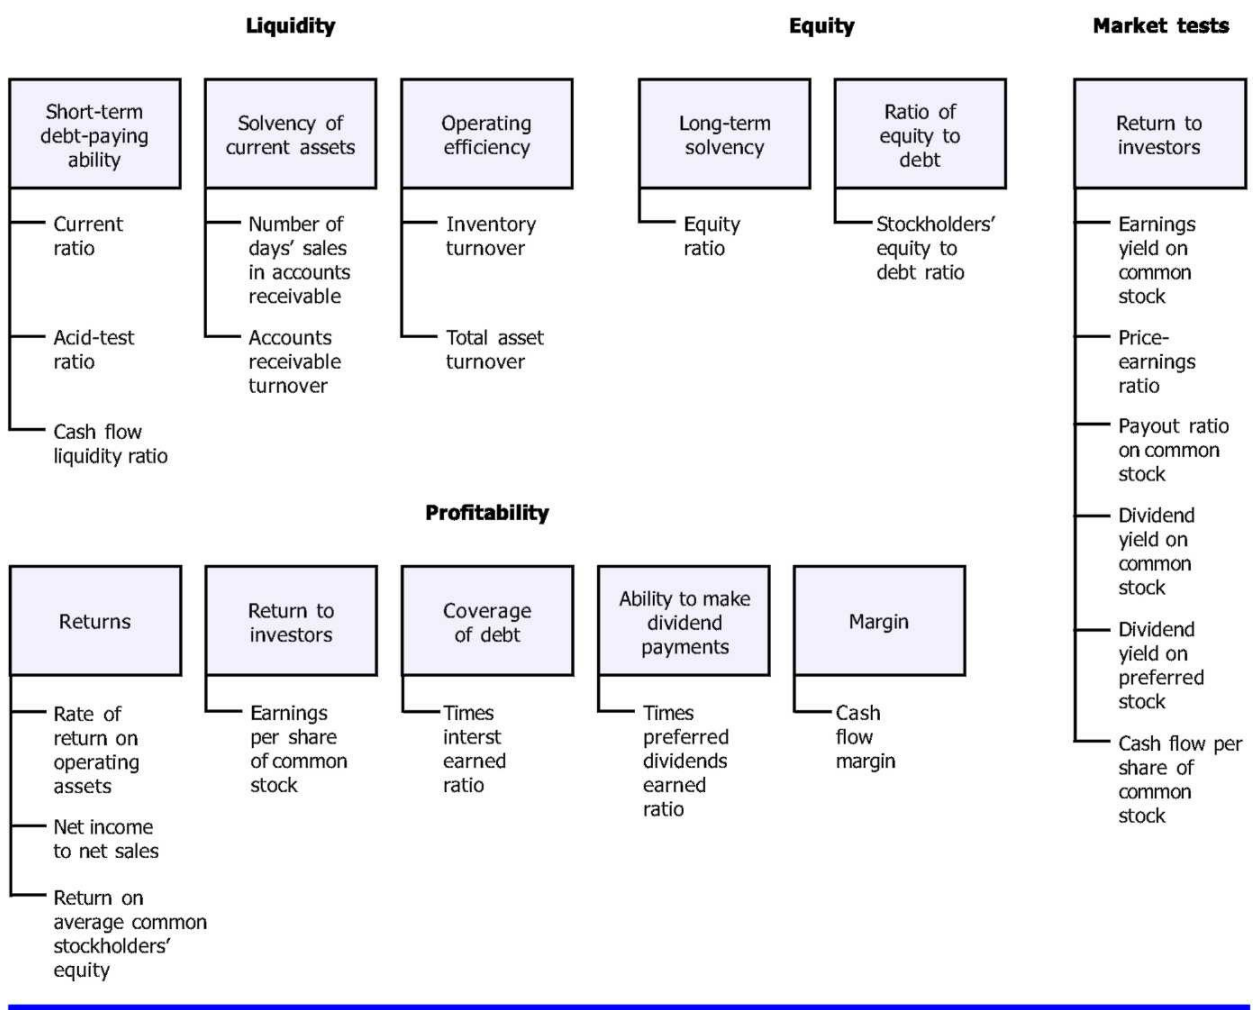 Liquidity
Equity
Market tests
Short-term
debt-paying
ability
Solvency of
current assets
Operating
efficiency
Long-term
solvency
Ratio of
equity to
debt
Return to
investors
Current
ratio
Acid-test
ratio
Cash flow
liquidity ratio
Number of
days' sales
in accounts
receivable
Accounts
receivable
turnover
Inventory
turnover
Total asset
turnover
Equity
ratio
Stockholders'
equity to
debt ratio
Earnings
yield on
common
stock
Price-
earnings
ratio
Payout ratio
on common
stock
Dividend
yield on
common
stock
Dividend
yield on
preferred
stock
Cash flow per
share of
common
stock
Profitability
Returns
Return to
investors
Coverage
of debt
Ability to make
dividend
payments
Margin
Rate of
return on
operating
assets
Net income
to net sales
Return on
average common
stockholders'
equity
Earnings
per share
of common
stock
Times
interst
earned
ratio
Times
preferred
dividends
earned
ratio
Cash
flow
margin